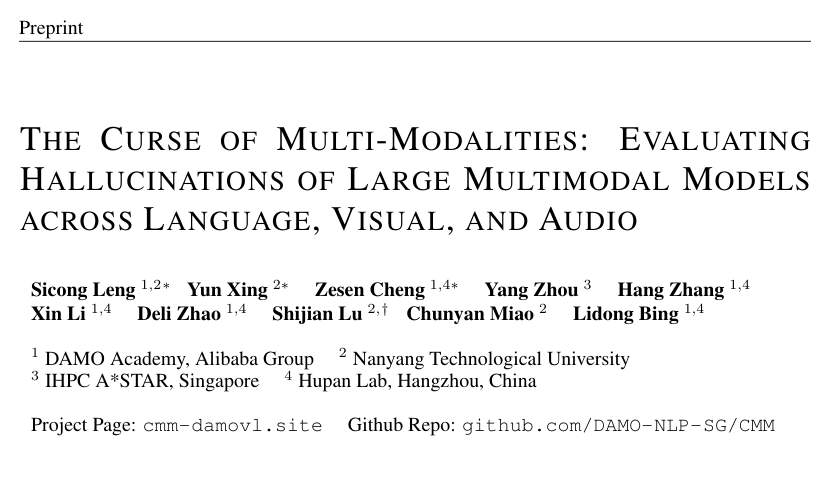 Preprint
THE CURSE OF MULTI-MODALITIES: EVALUATING
HALLUCINATIONS OF LARGE MULTIMODAL MODELS
ACROSS LANGUAGE, VISUAL, AND AUDIO
Sicong Leng 1,2* Yun Xing 2* Zesen Cheng 1,4* Yang Zhou 3 Hang Zhang 1,4
Xin Li 1,4 Deli Zhao 1,4 Shijian Lu 2,† Chunyan Miao 2 Lidong Bing 1,4
1 DAMO Academy, Alibaba Group 2 Nanyang Technological University
3 IHPC A*STAR, Singapore 4 Hupan Lab, Hangzhou, China
Project Page: cmm-damovl.site Github Repo: github.com/DAMO-NLP-SG/CMM